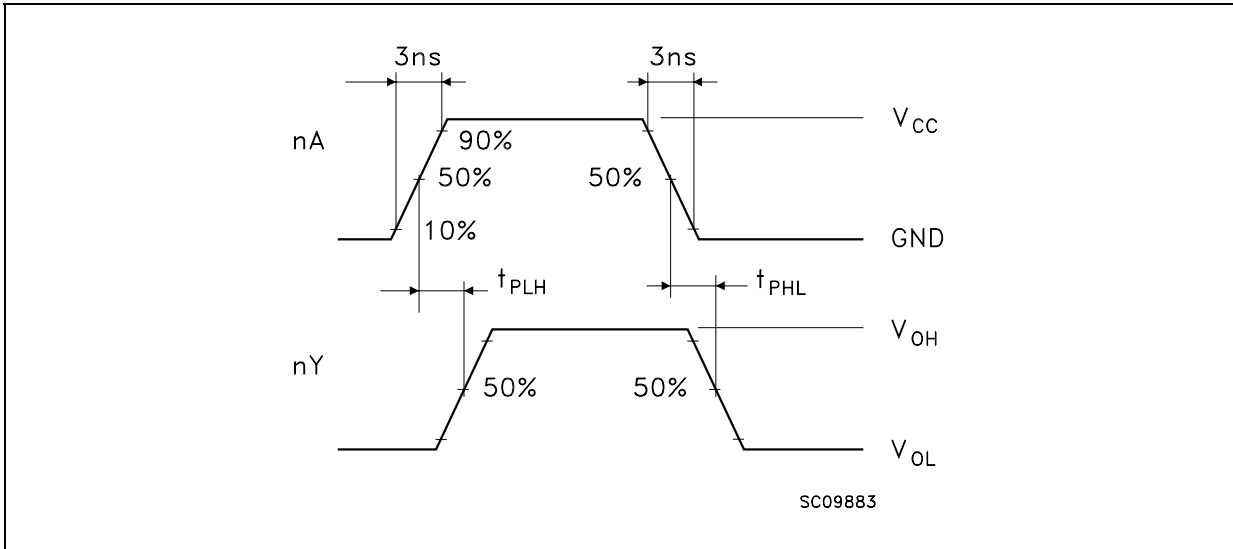 3ns 3ns
V_CC
nA
90%
50% 50%
10%
GND
t_PLH t_PHL
V_OH
nY
50% 50%
V_OL
SC09883